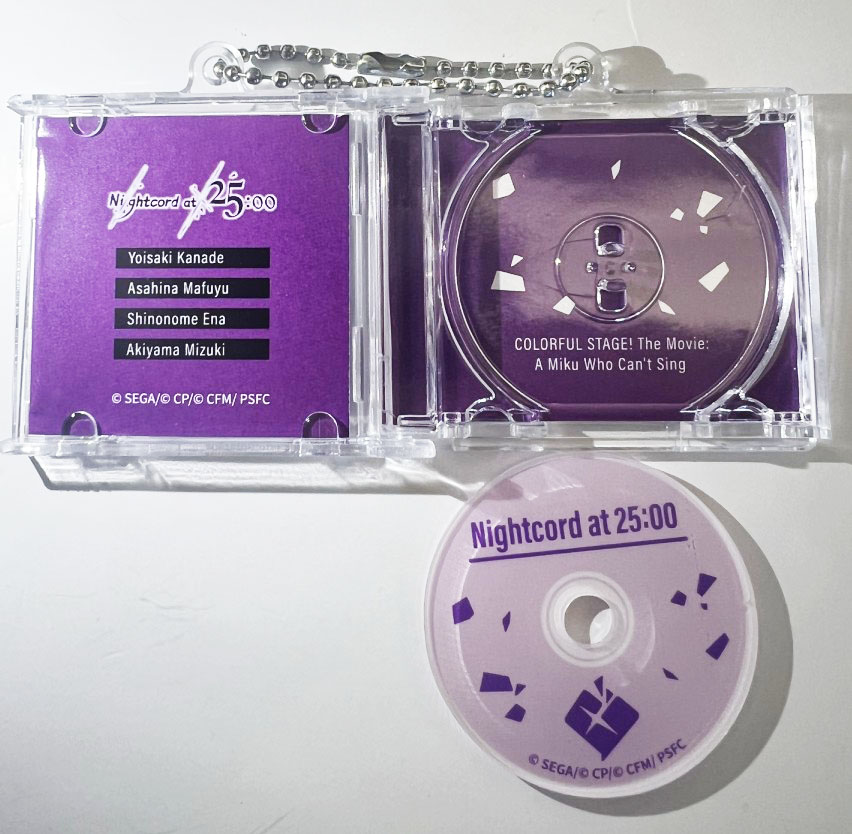 Nightcord at 25:00
Yoisaki Kanade
Asahina Mafuyu
Shinonome Ena
Akiyama Mizuki
© SEGA/© CP/© CFM/ PSFC
COLORFUL STAGE! The Movie:
A Miku Who Can't Sing
Nightcord at 25:00
© SEGA/© CP/© CFM/ PSFC